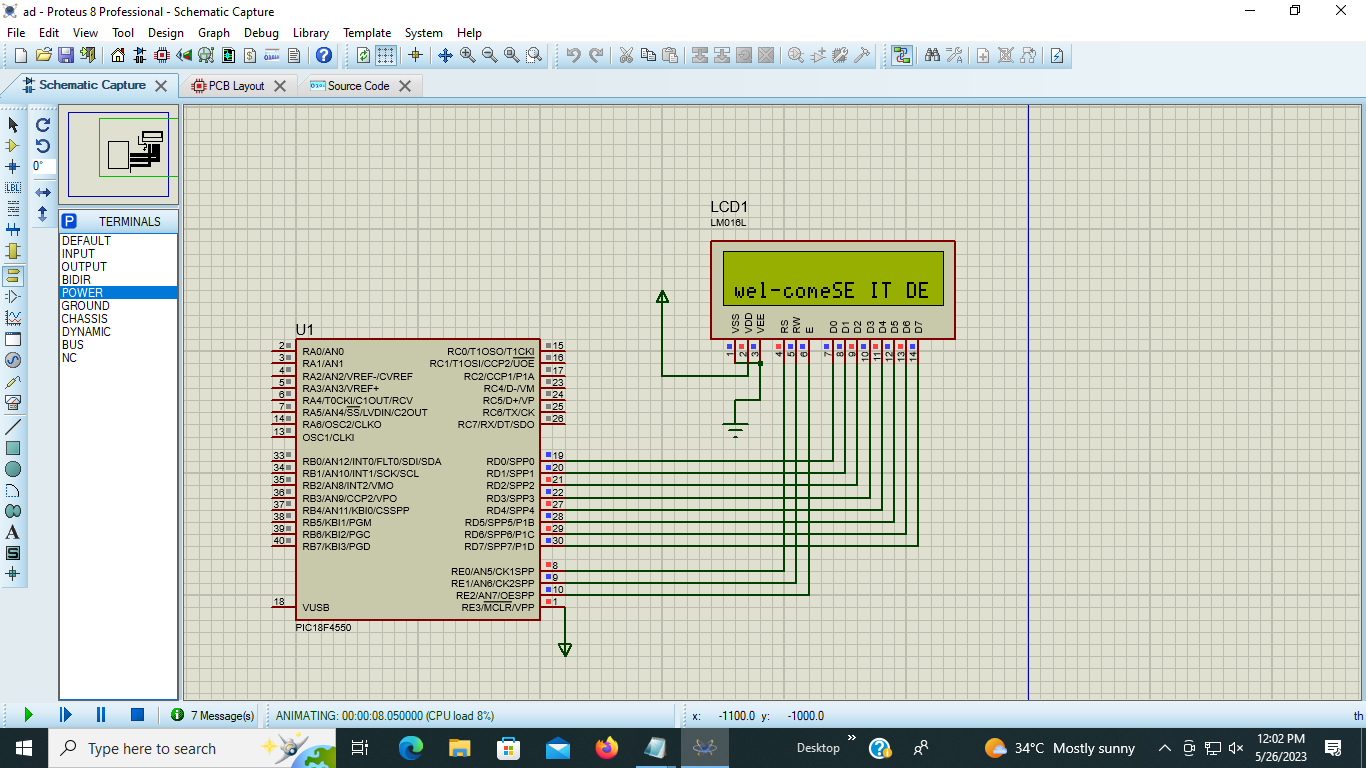 ad - Proteus 8 Professional - Schematic Capture
File Edit View Tool Design Graph Debug Library Template System Help
Schematic Capture
PCB Layout
Source Code
0°
LBL
P TERMINALS
DEFAULT
INPUT
OUTPUT
BIDIR
POWER
GROUND
CHASSIS
DYNAMIC
BUS
NC
LCD1
LM016L
wel-comeSE IT DE
VSS VDD VEE RS RW E D0 D1 D2 D3 D4 D5 D6 D7
1 2 3 4 5 6 7 8 9 10 11 12 13 14
U1
2 RA0/AN0 RC0/T1OSO/T1CKI 15
3 RA1/AN1 RC1/T1OSI/CCP2/UOE 16
4 RA2/AN2/VREF-/CVREF RC2/CCP1/P1A 17
5 RA3/AN3/VREF+ RC4/D-/VM 23
6 RA4/T0CKI/C1OUT/RCV RC5/D+/VP 24
7 RA5/AN4/SS/LVDIN/C2OUT RC6/TX/CK 25
14 RA6/OSC2/CLKO RC7/RX/DT/SDO 26
13 OSC1/CLKI
33 RB0/AN12/INT0/FLT0/SDI/SDA RD0/SPP0 19
34 RB1/AN10/INT1/SCK/SCL RD1/SPP1 20
35 RB2/AN8/INT2/VMO RD2/SPP2 21
36 RB3/AN9/CCP2/VPO RD3/SPP3 22
37 RB4/AN11/KBI0/CSSPP RD4/SPP4 27
38 RB5/KBI1/PGM RD5/SPP5/P1B 28
39 RB6/KBI2/PGC RD6/SPP6/P1C 29
40 RB7/KBI3/PGD RD7/SPP7/P1D 30
RE0/AN5/CK1SPP 8
RE1/AN6/CK2SPP 9
RE2/AN7/OESPP 10
18 VUSB RE3/MCLR/VPP 1
PIC18F4550
7 Message(s)
ANIMATING: 00:00:08.050000 (CPU load 8%)
x: -1100.0 y: -1000.0
th
Type here to search
Desktop
34°C Mostly sunny
12:02 PM
5/26/2023